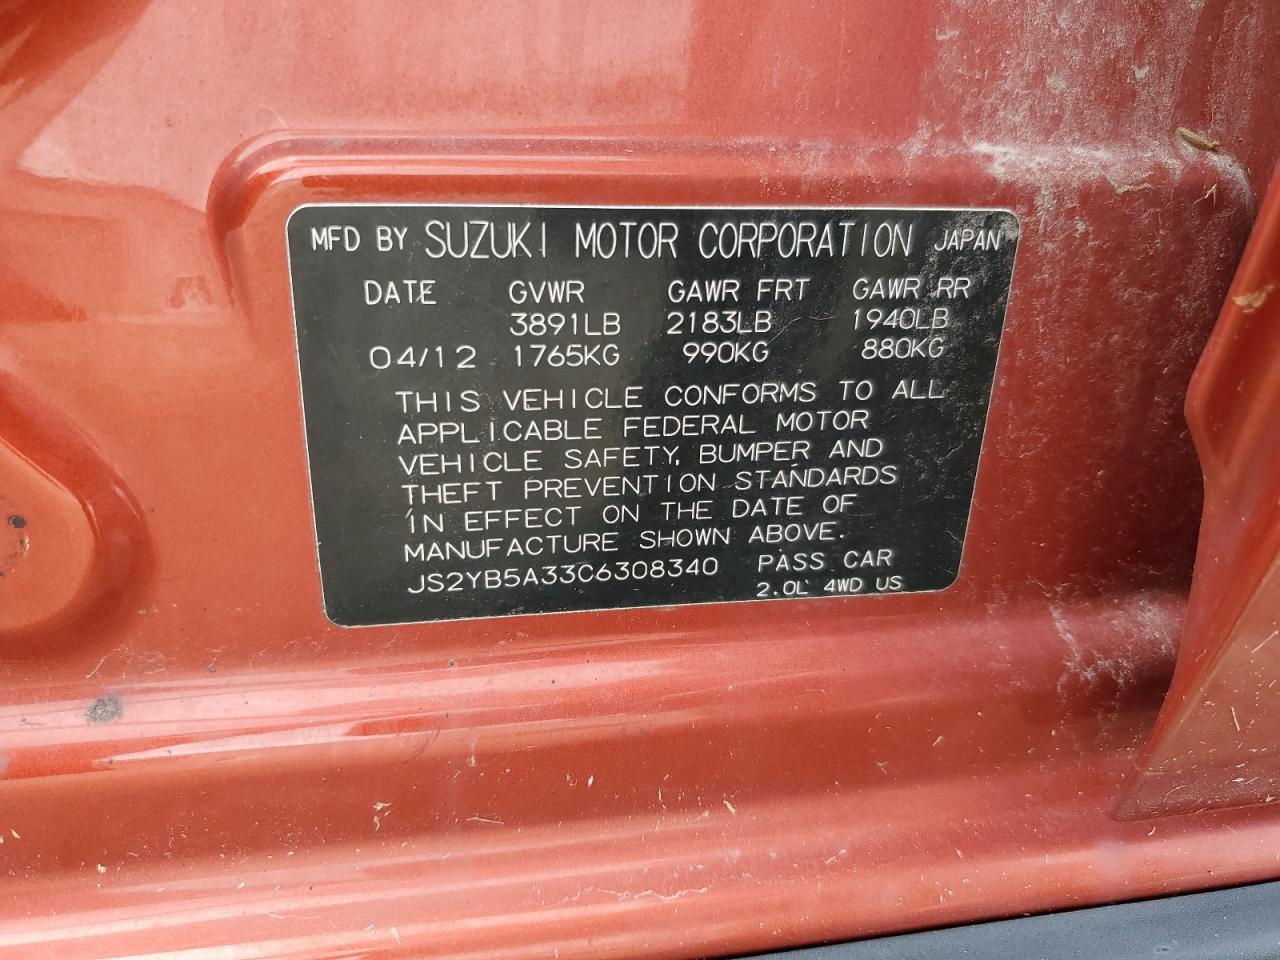 MFD BY SUZUKI MOTOR CORPORATION JAPAN
DATE GVWR GAWR FRT GAWR RR
3891LB 2183LB 1940LB
04/12 1765KG 990KG 880KG
THIS VEHICLE CONFORMS TO ALL
APPLICABLE FEDERAL MOTOR
VEHICLE SAFETY, BUMPER AND
THEFT PREVENTION STANDARDS
IN EFFECT ON THE DATE OF
MANUFACTURE SHOWN ABOVE.
JS2YB5A33C6308340 PASS CAR
2.0L 4WD US